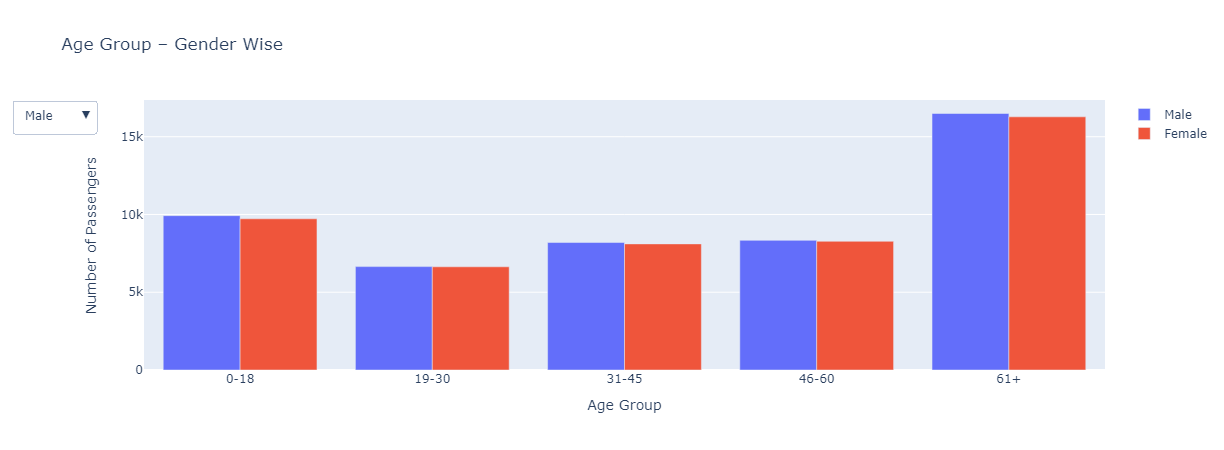 Age Group – Gender Wise
Male ▼
Male
Female
Number of Passengers
15k
10k
5k
0
0-18
19-30
31-45
46-60
61+
Age Group